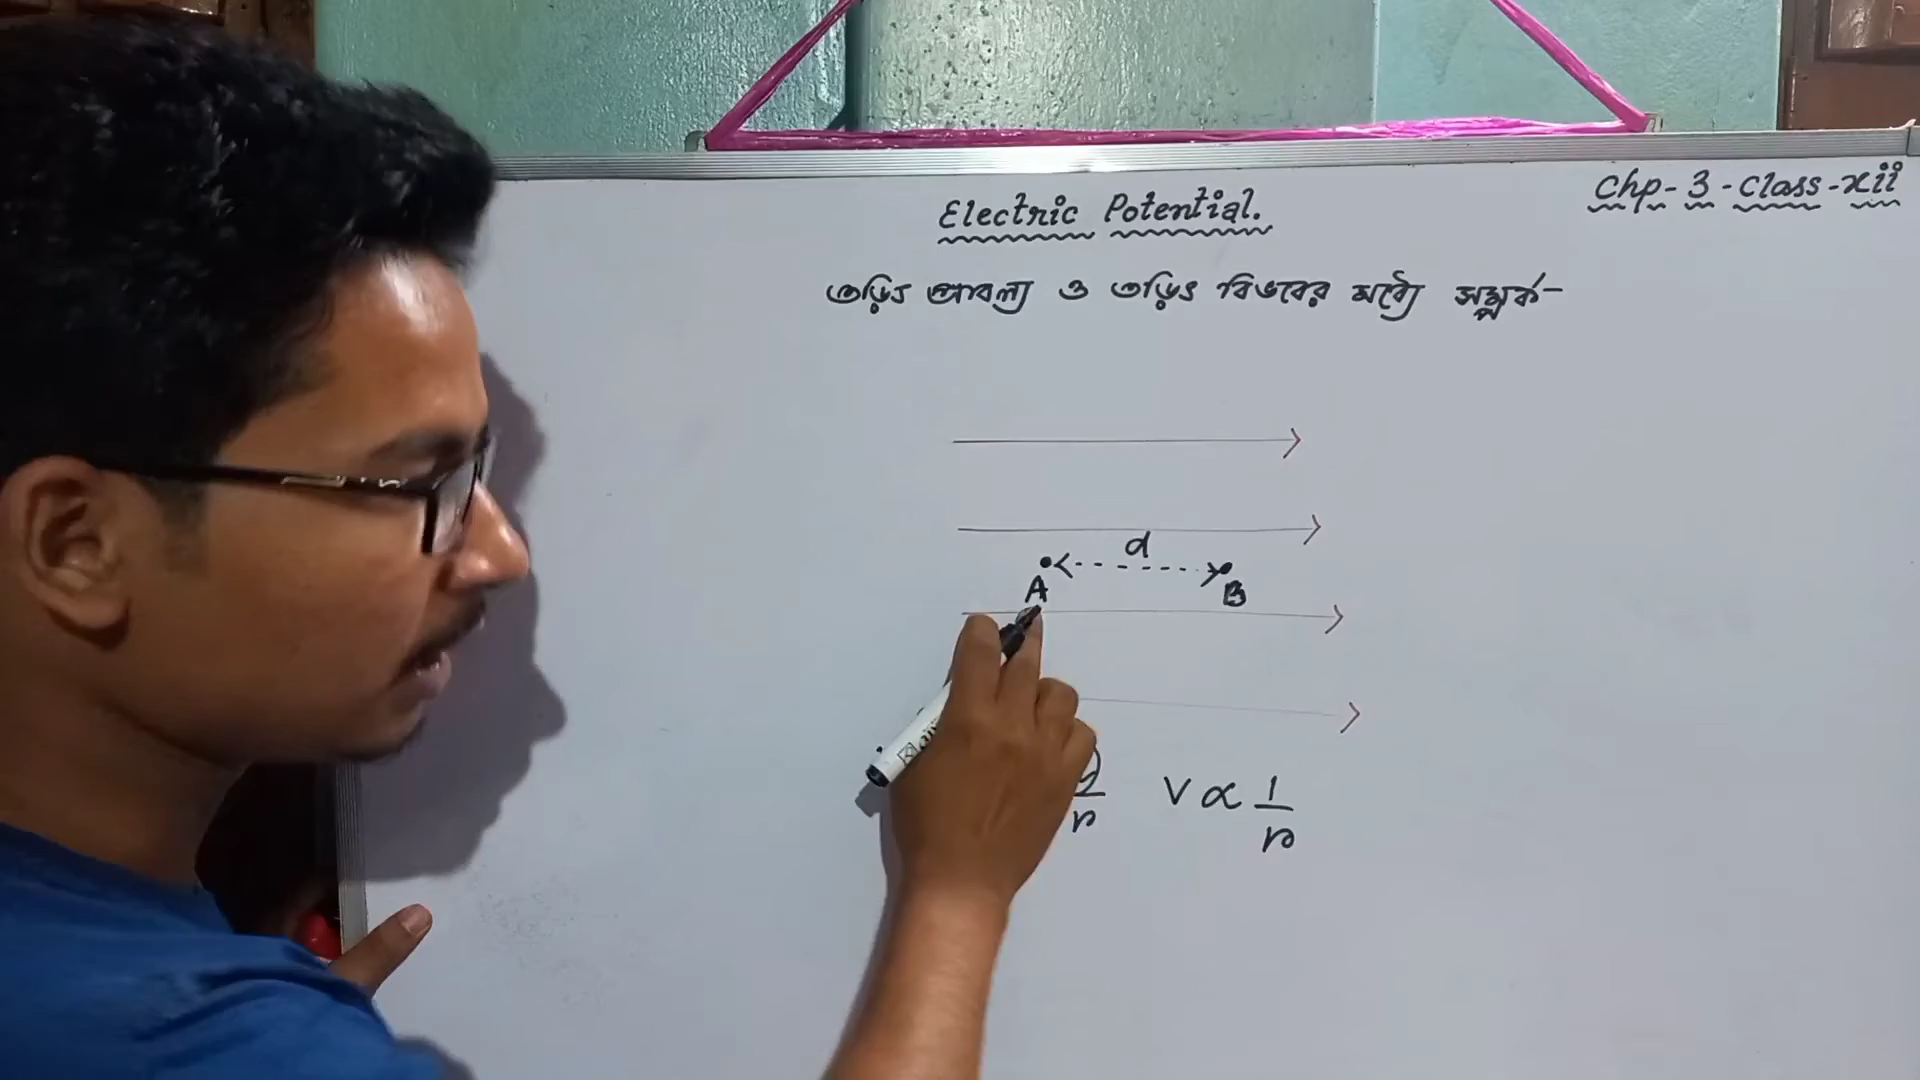 Chp-3-Class-xii
Electric Potential.
তড়িৎ প্রাবল্য ও তড়িৎ বিভবের মধ্যে সম্পর্ক-
d
A B
V ∝ 1/r
r